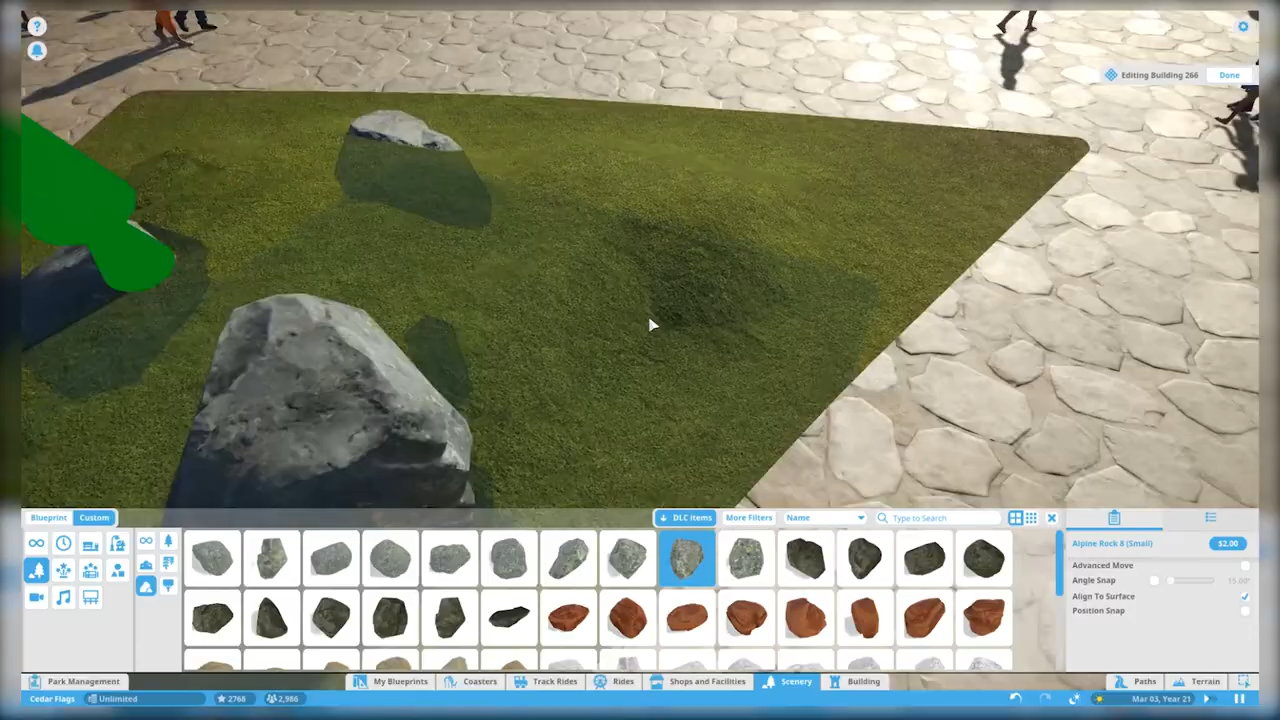 ?
Editing Building 266 Done
Blueprint Custom
DLC items More Filters Name Type to Search
Alpine Rock 8 (Small) $2.00
Advanced Move
Angle Snap 15.00°
Align To Surface
Position Snap
Park Management My Blueprints Coasters Track Rides Rides Shops and Facilities Scenery Building Paths Terrain
Cedar Flags Unlimited 2768 2,986 Mar 03, Year 21